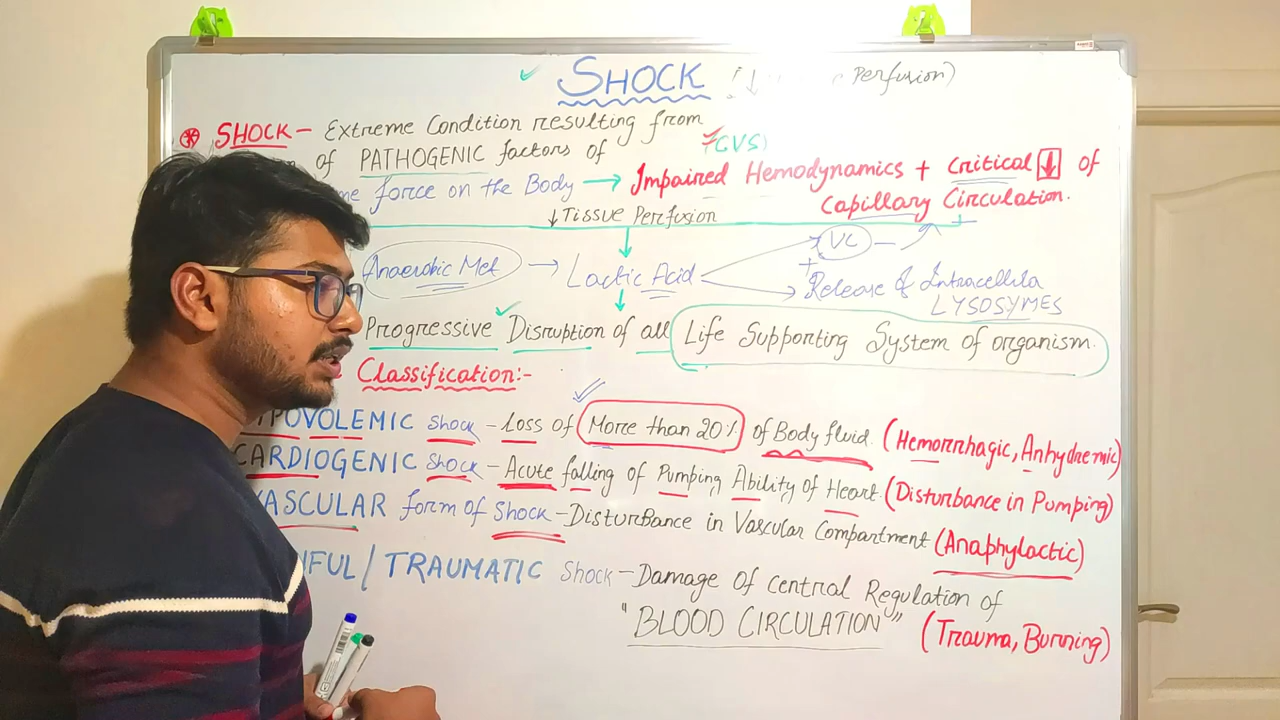 SHOCK (↓ Perfusion)
SHOCK - Extreme Condition resulting from
of PATHOGENIC factors of (CVS)
me force on the Body → Impaired Hemodynamics + Critical ↓ of
Capillary Circulation.
↓Tissue Perfusion
Anaerobic Met → Lactic Acid VC
+ Release of Intracellula
LYSOSYMES
Progressive Disruption of all Life Supporting System of organism.
Classification:-
POVOLEMIC shock - Loss of More than 20% of Body fluid. (Hemorrhagic, Anhydremic)
CARDIOGENIC shock - Acute falling of Pumping Ability of Heart. (Disturbance in Pumping)
VASCULAR form of Shock - Disturbance in Vascular Compartment (Anaphylactic)
NFUL / TRAUMATIC Shock - Damage of central Regulation of
"BLOOD CIRCULATION" (Trauma, Burning)